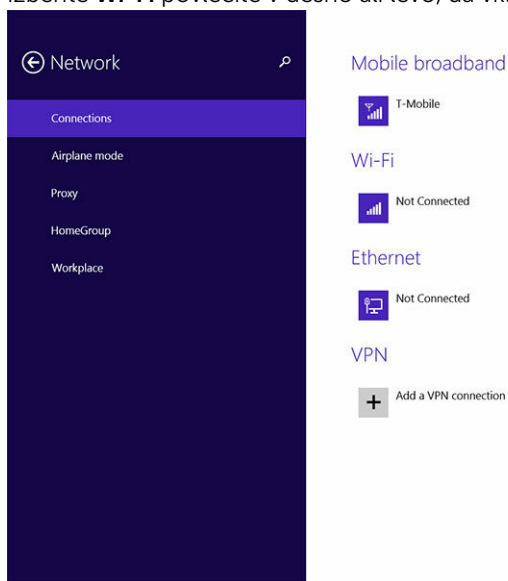 Network
Connections
Airplane mode
Proxy
HomeGroup
Workplace
Mobile broadband
T-Mobile
Wi-Fi
Not Connected
Ethernet
Not Connected
VPN
Add a VPN connection